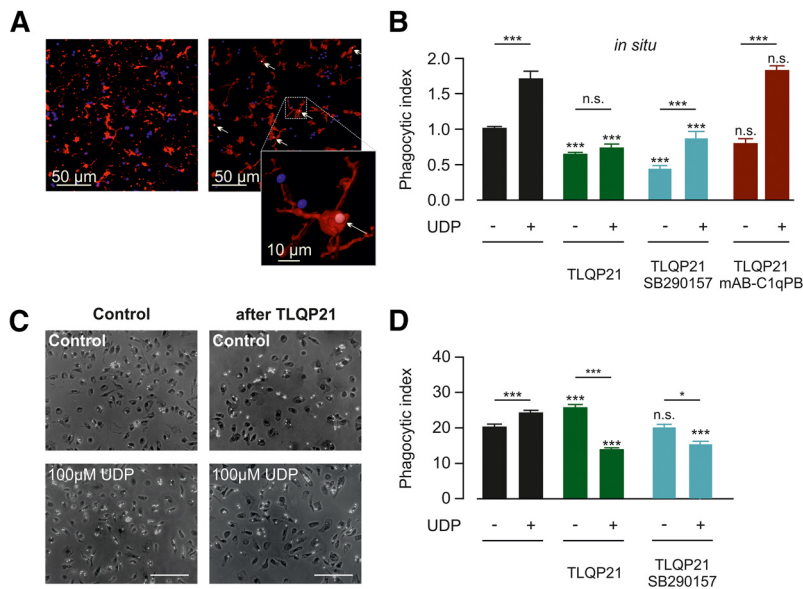 A
50 µm
50 µm
10 µm
B
in situ
Phagocytic index
2.0
1.5
1.0
0.5
0.0
***
n.s.
*** ***
***
***
***
***
n.s.
n.s.
UDP - + - + - + - +
TLQP21
TLQP21
SB290157
TLQP21
mAB-C1qPB
C
Control
after TLQP21
Control
Control
100µM UDP
100µM UDP
D
Phagocytic index
40
30
20
10
0
***
***
***
***
*
n.s.
***
UDP - + - + - +
TLQP21
TLQP21
SB290157